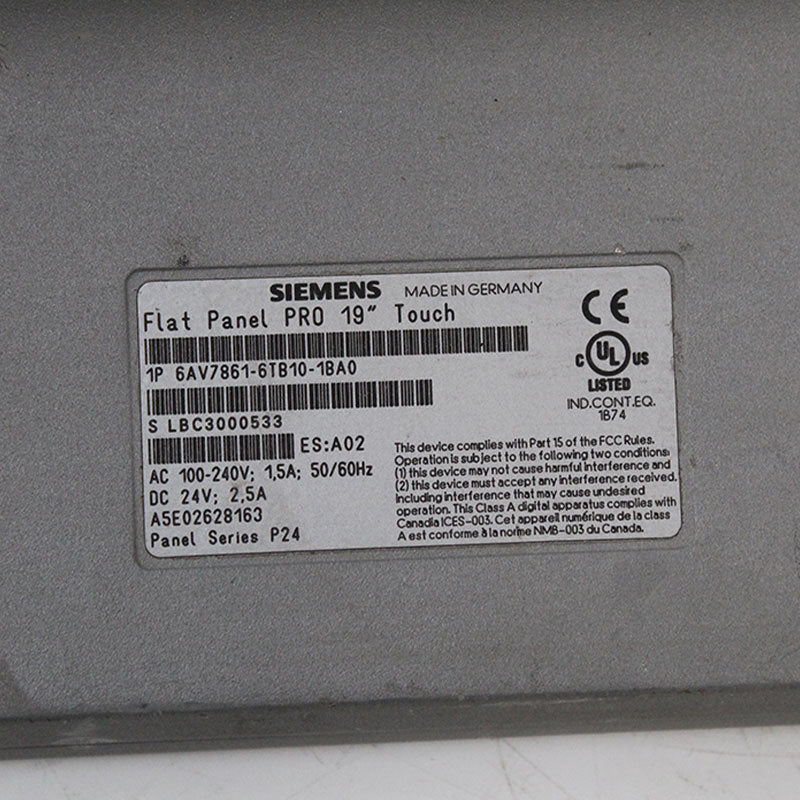 SIEMENS MADE IN GERMANY
Flat Panel PRO 19" Touch
1P 6AV7861-6TB10-1BA0
S LBC3000533
ES:A02
AC 100-240V; 1,5A; 50/60Hz
DC 24V; 2,5A
A5E02628163
Panel Series P24
CE
c UL US
LISTED
IND.CONT.EQ.
1B74
This device complies with Part 15 of the FCC Rules.
Operation is subject to the following two conditions:
(1) this device may not cause harmful interference and
(2) this device must accept any interference received,
including interference that may cause undesired
operation. This Class A digital apparatus complies with
Canadia ICES-003. Cet appareil numérique de la class
A est conforme à la norme NMB-003 du Canada.